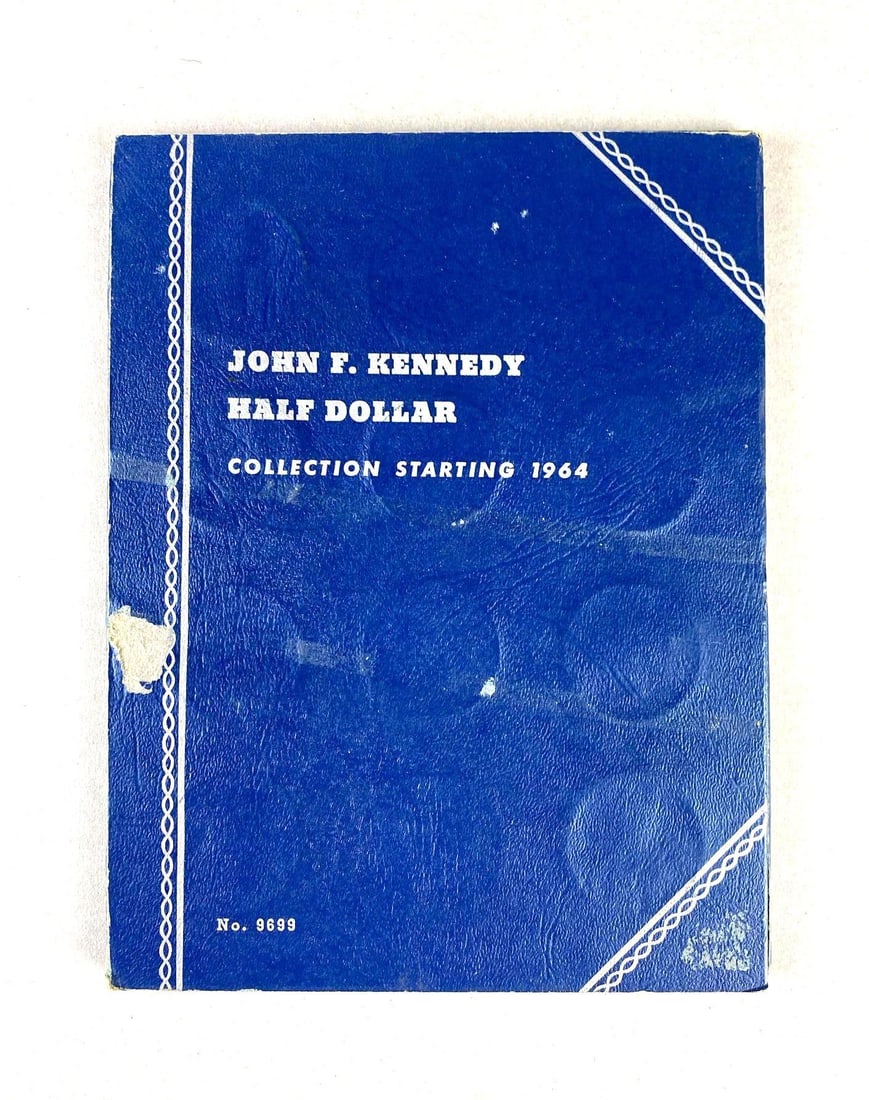 JOHN F. KENNEDY
HALF DOLLAR
COLLECTION STARTING 1964
No. 9699